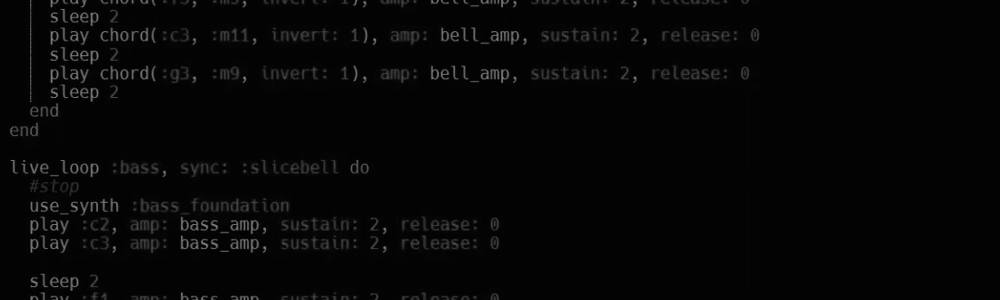 play chord(:f3, :m9, invert: 1), amp: bell_amp, sustain: 2, release: 0
sleep 2
play chord(:c3, :m11, invert: 1), amp: bell_amp, sustain: 2, release: 0
sleep 2
play chord(:g3, :m9, invert: 1), amp: bell_amp, sustain: 2, release: 0
sleep 2
end
end
live_loop :bass, sync: :slicebell do
#stop
use_synth :bass_foundation
play :c2, amp: bass_amp, sustain: 2, release: 0
play :c3, amp: bass_amp, sustain: 2, release: 0
sleep 2
play :f1, amp: bass_amp, sustain: 2, release: 0